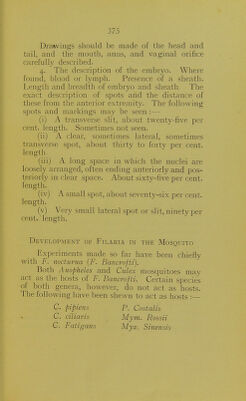 375
Drawings should be made of the head and
tail, and the mouth, anus, and vaginal orifice
carefully described.
4. The description of the embryo. Where
found, blood or lymph. Presence of a sheath.
Length and breadth of embryo and sheath The
exact description of spots and the distance of
these from the anterior extremity. The following
spots and markings may be seen :—
(i) A transverse slit, about twenty-five per
cent. length. Sometimes not seen.
(ii) A clear, sometimes lateral, sometimes
transverse spot, about thirty to forty per cent.
length
(iii) A long space in which the nuclei are
loosely arranged, often ending anteriorly and pos-
teriorly in clear space. About sixty-five per cent.
length.
(iv) A small spot, about seventy-six per cent.
length.
(v) Very small lateral spot or slit, ninety per
cent. length.
Development of Filaria in the Mosquito
Experiments made so far have been chiefly
with F. nocturna (F. Bancrofti).
Both Anopheles and Culex mosquitoes may
act as the hosts of F. Bancrofti. Certain species
of both genera, however, do not act as hosts.
The following have been shewn to act as hosts :—
C. pipiens P. Costalis
C. ciliaris Mym. Rossii
C. Fatigans Myz. Sinensis